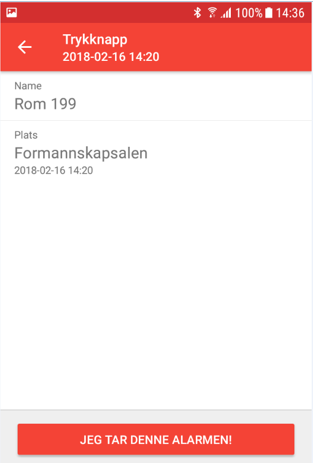 100% 14:36
Trykknapp
2018-02-16 14:20
Name
Rom 199
Plats
Formannskapsalen
2018-02-16 14:20
JEG TAR DENNE ALARMEN!